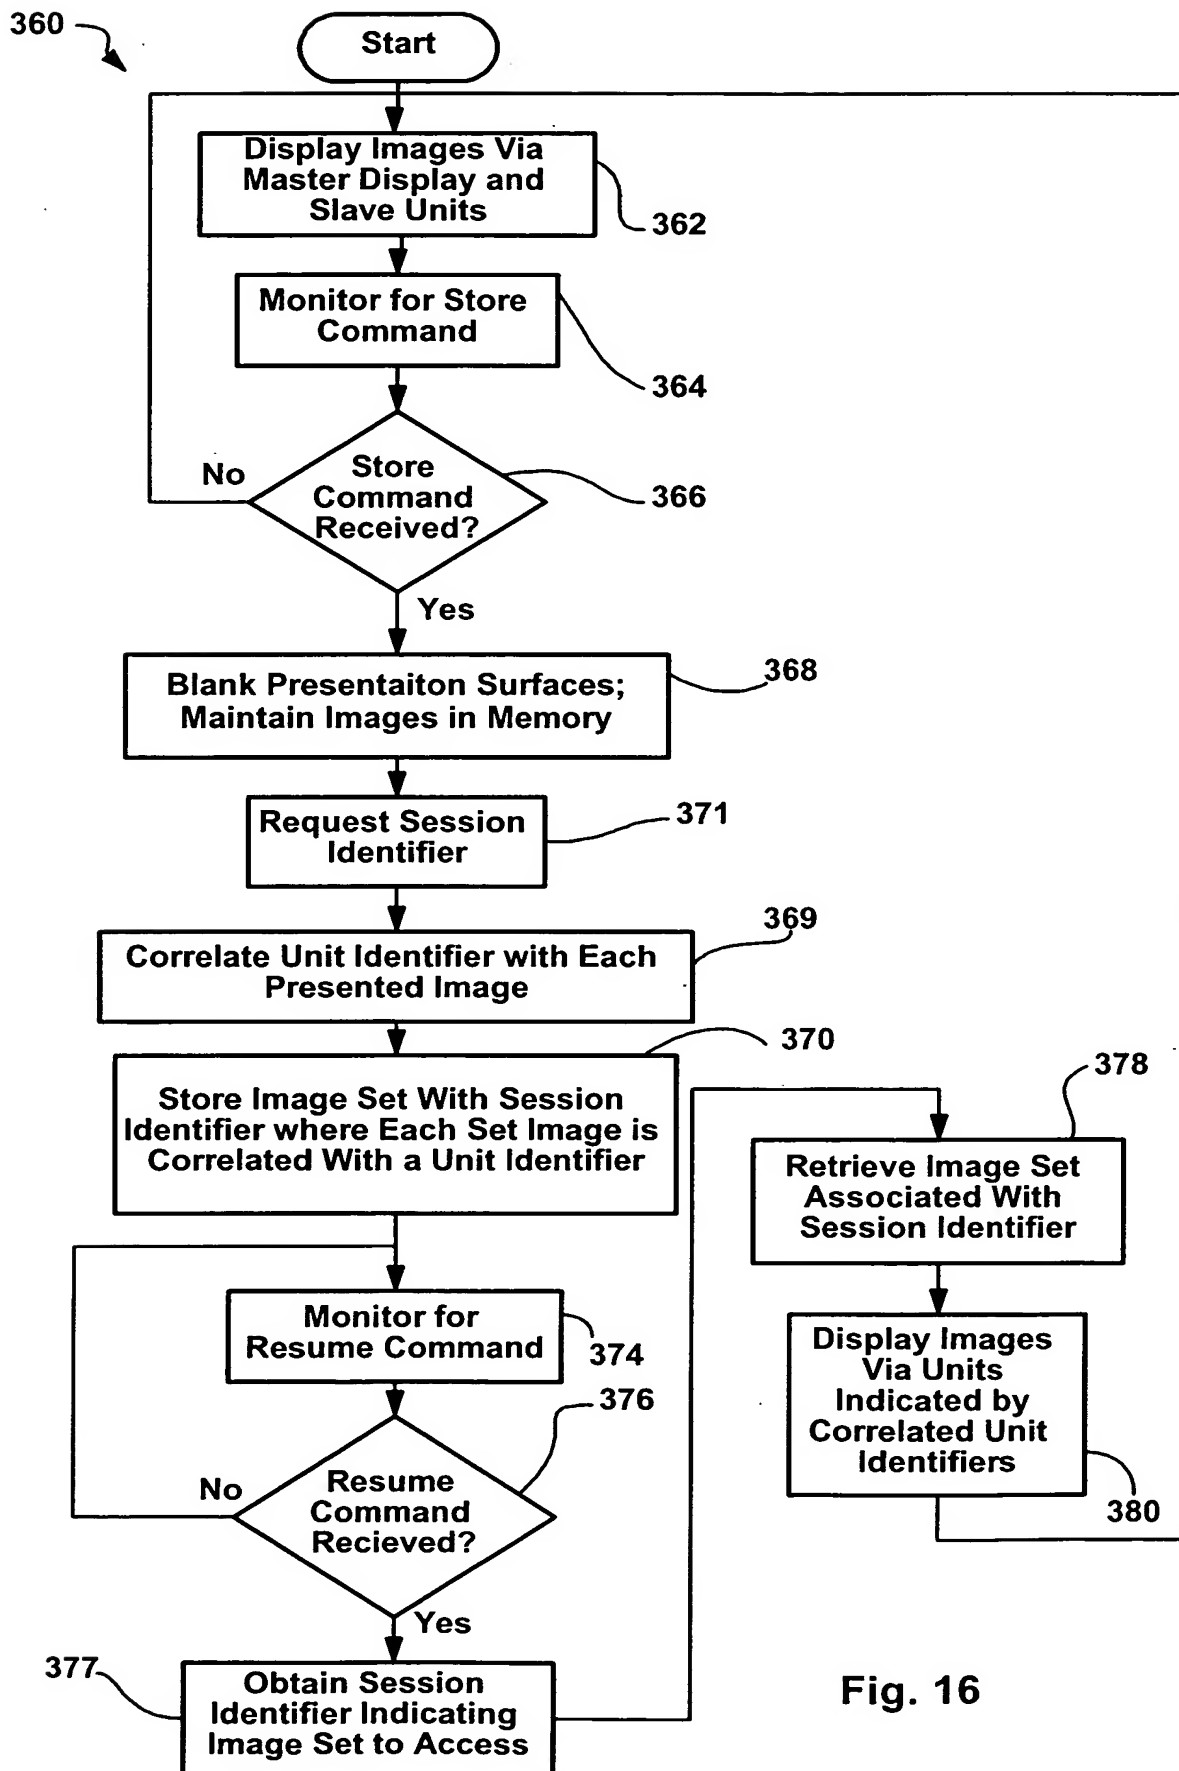 360
Start
Display Images Via
Master Display and
Slave Units
362
Monitor for Store
Command
364
No
Store
Command
Received?
366
Yes
Blank Presentaiton Surfaces;
Maintain Images in Memory
368
Request Session
Identifier
371
Correlate Unit Identifier with Each
Presented Image
369
Store Image Set With Session
Identifier where Each Set Image is
Correlated With a Unit Identifier
370
Monitor for
Resume Command
374
No
Resume
Command
Recieved?
376
Yes
377
Obtain Session
Identifier Indicating
Image Set to Access
378
Retrieve Image Set
Associated With
Session Identifier
Display Images
Via Units
Indicated by
Correlated Unit
Identifiers
380
Fig. 16